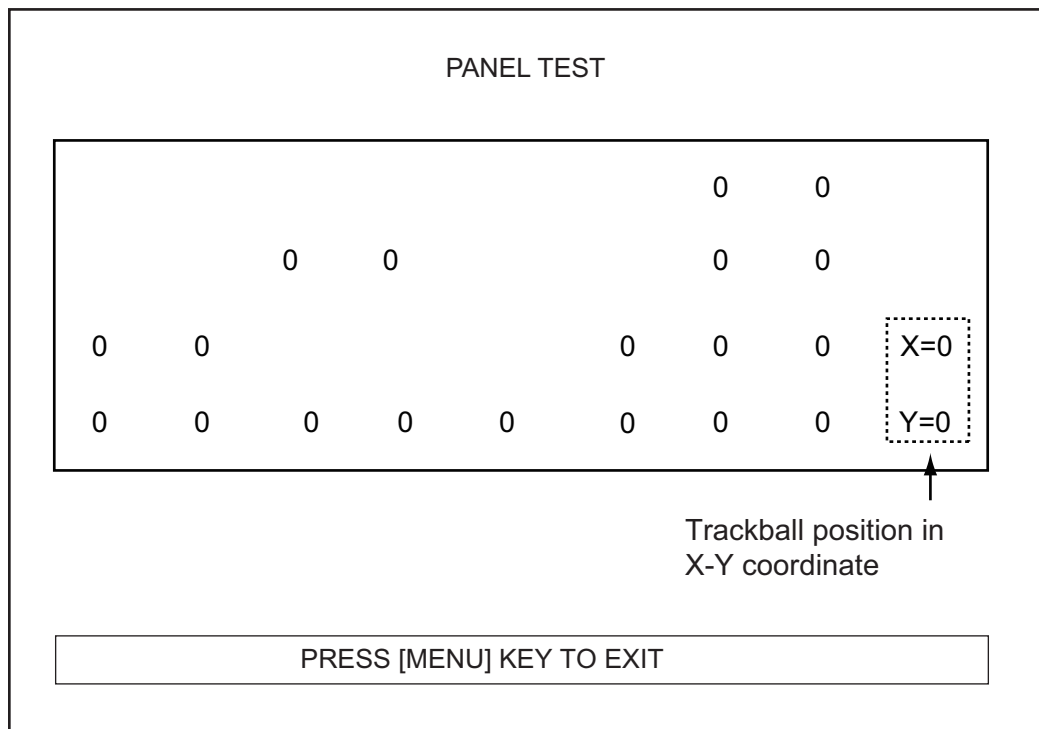 PANEL TEST
0 0
0 0 0 0
0 0 0 0 0 X=0
0 0 0 0 0 0 0 0 Y=0
Trackball position in
X-Y coordinate
PRESS [MENU] KEY TO EXIT